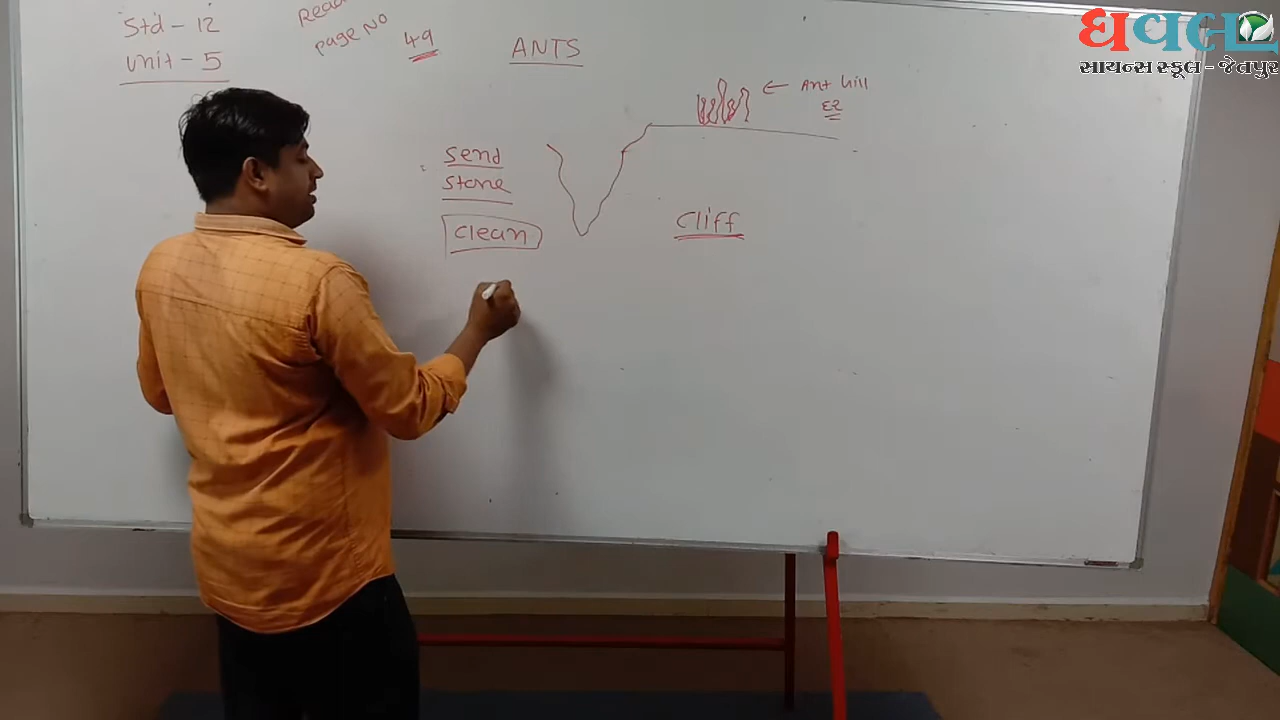 Std - 12
unit - 5
Read
page NO
49
ANTS
Ant hill
ER
send
stone
clean
cliff
ધવલ
સાયન્સ સ્કૂલ - જેતપુર